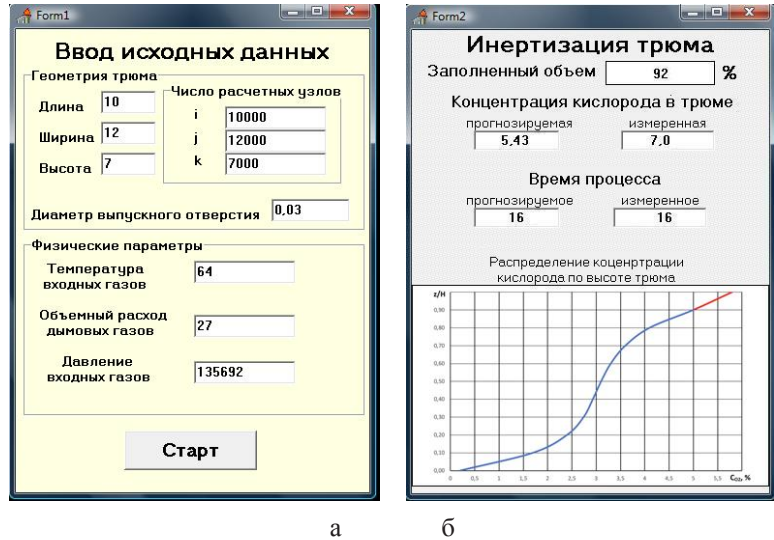 Form1
Ввод исходных данных
Геометрия трюма
Длина 10
Ширина 12
Высота 7
Число расчетных узлов
i 10000
j 12000
k 7000
Диаметр выпускного отверстия 0,03
Физические параметры
Температура
входных газов
64
Объемный расход
дымовых газов
27
Давление
входных газов
135692
Старт
а
Form2
Инертизация трюма
Заполненный объем 92 %
Концентрация кислорода в трюме
прогнозируемая измеренная
5,43 7,0
Время процесса
прогнозируемое измеренное
16 16
Распределение коценртрации
кислорода по высоте трюма
z/H
0,90
0,80
0,70
0,60
0,50
0,40
0,30
0,20
0,10
0,00
0 0,5 1 1,5 2 2,5 3 3,5 4 4,5 5 5,5 Co2, %
б